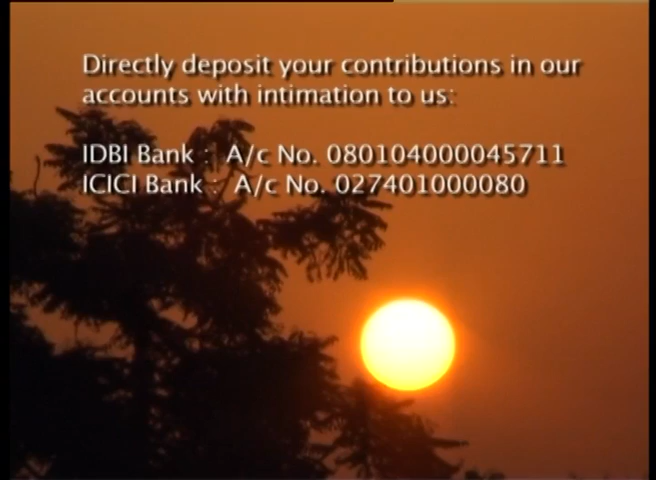 Directly deposit your contributions in our
accounts with intimation to us:
IDBI Bank : A/c No. 080104000045711
ICICI Bank : A/c No. 027401000080